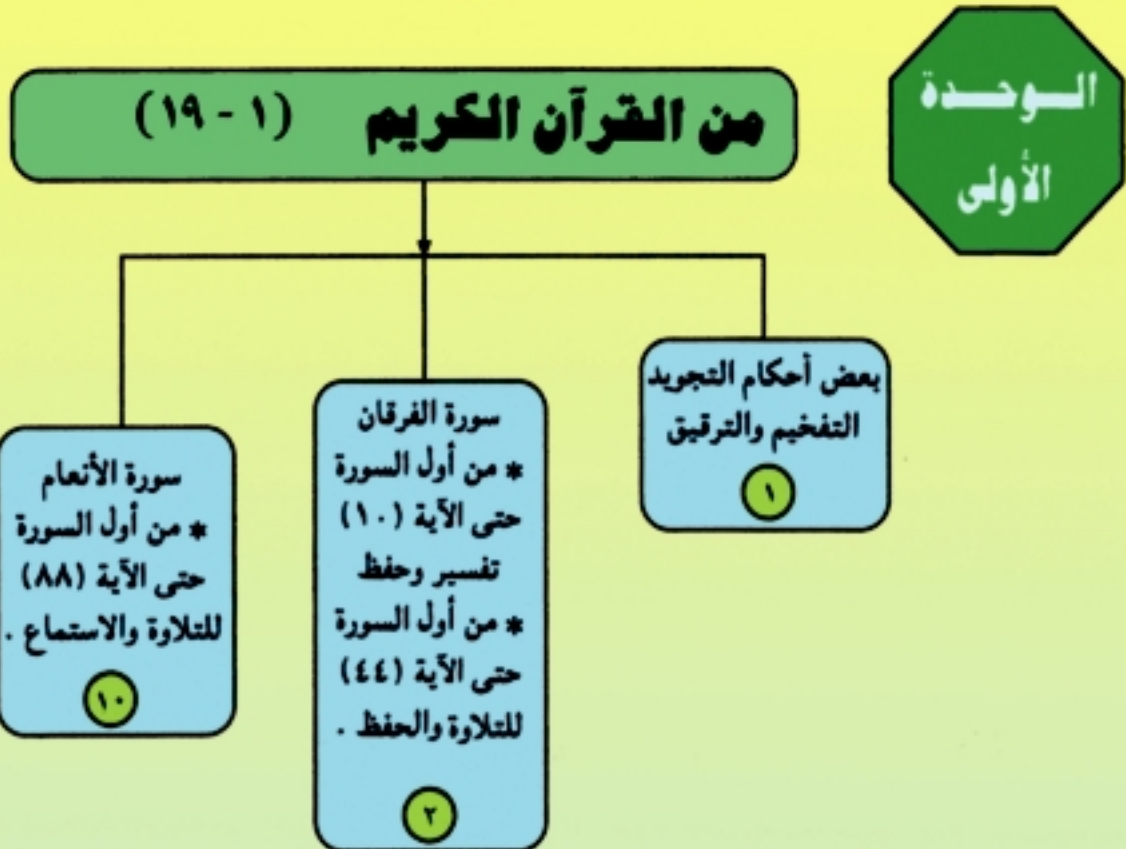 الـوحـدة
الأولى
من القرآن الكريم (١ - ١٩)
بعض أحكام التجويد
التفخيم والترقيق
١
سورة الفرقان
* من أول السورة
حتى الآية (١٠)
تفسير وحفظ
* من أول السورة
حتى الآية (٤٤)
للتلاوة والحفظ .
٢
سورة الأنعام
* من أول السورة
حتى الآية (٨٨)
للتلاوة والاستماع .
١٠